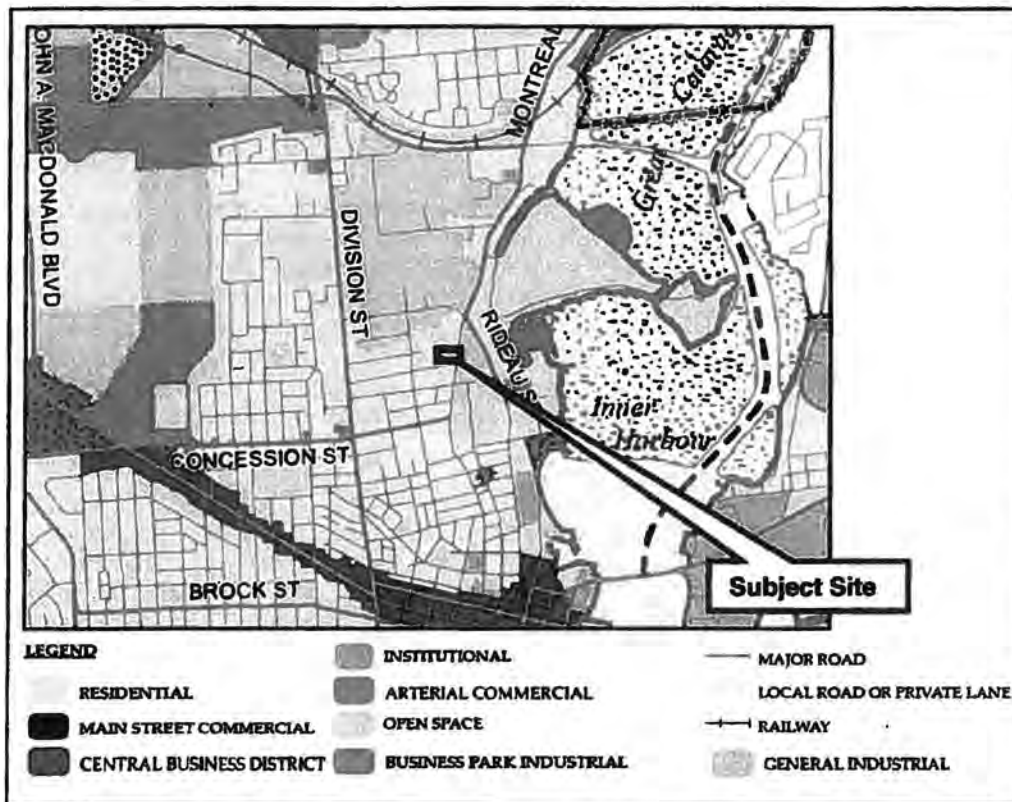 OHN A. MACDONALD BLVD
MONTREAL
DIVISION ST
RIDEAU S
Great
Inner
Harbour
CONCESSION ST
BROCK ST
Subject Site
LEGEND
RESIDENTIAL
MAIN STREET COMMERCIAL
CENTRAL BUSINESS DISTRICT
INSTITUTIONAL
ARTERIAL COMMERCIAL
OPEN SPACE
BUSINESS PARK INDUSTRIAL
MAJOR ROAD
LOCAL ROAD OR PRIVATE LANE
RAILWAY
GENERAL INDUSTRIAL